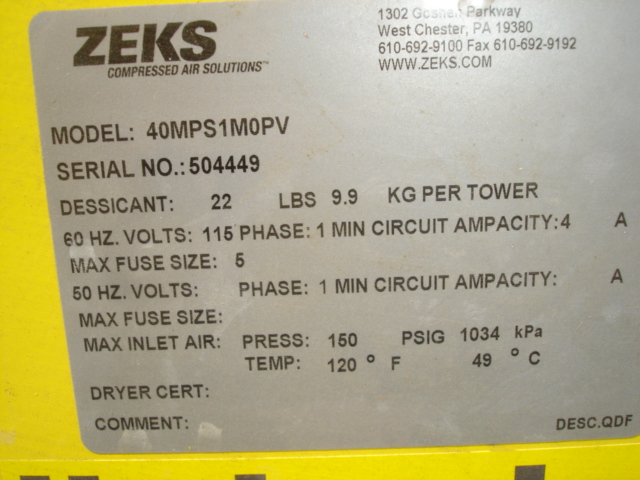 ZEKS
COMPRESSED AIR SOLUTIONS™
1302 Goshen Parkway
West Chester, PA 19380
610-692-9100 Fax 610-692-9192
WWW.ZEKS.COM
MODEL: 40MPS1M0PV
SERIAL NO.: 504449
DESSICANT: 22 LBS 9.9 KG PER TOWER
60 HZ. VOLTS: 115 PHASE: 1 MIN CIRCUIT AMPACITY: 4 A
MAX FUSE SIZE: 5
50 HZ. VOLTS: PHASE: 1 MIN CIRCUIT AMPACITY: A
MAX FUSE SIZE:
MAX INLET AIR: PRESS: 150 PSIG 1034 kPa
TEMP: 120 ° F 49 ° C
DRYER CERT:
COMMENT:
DESC.QDF